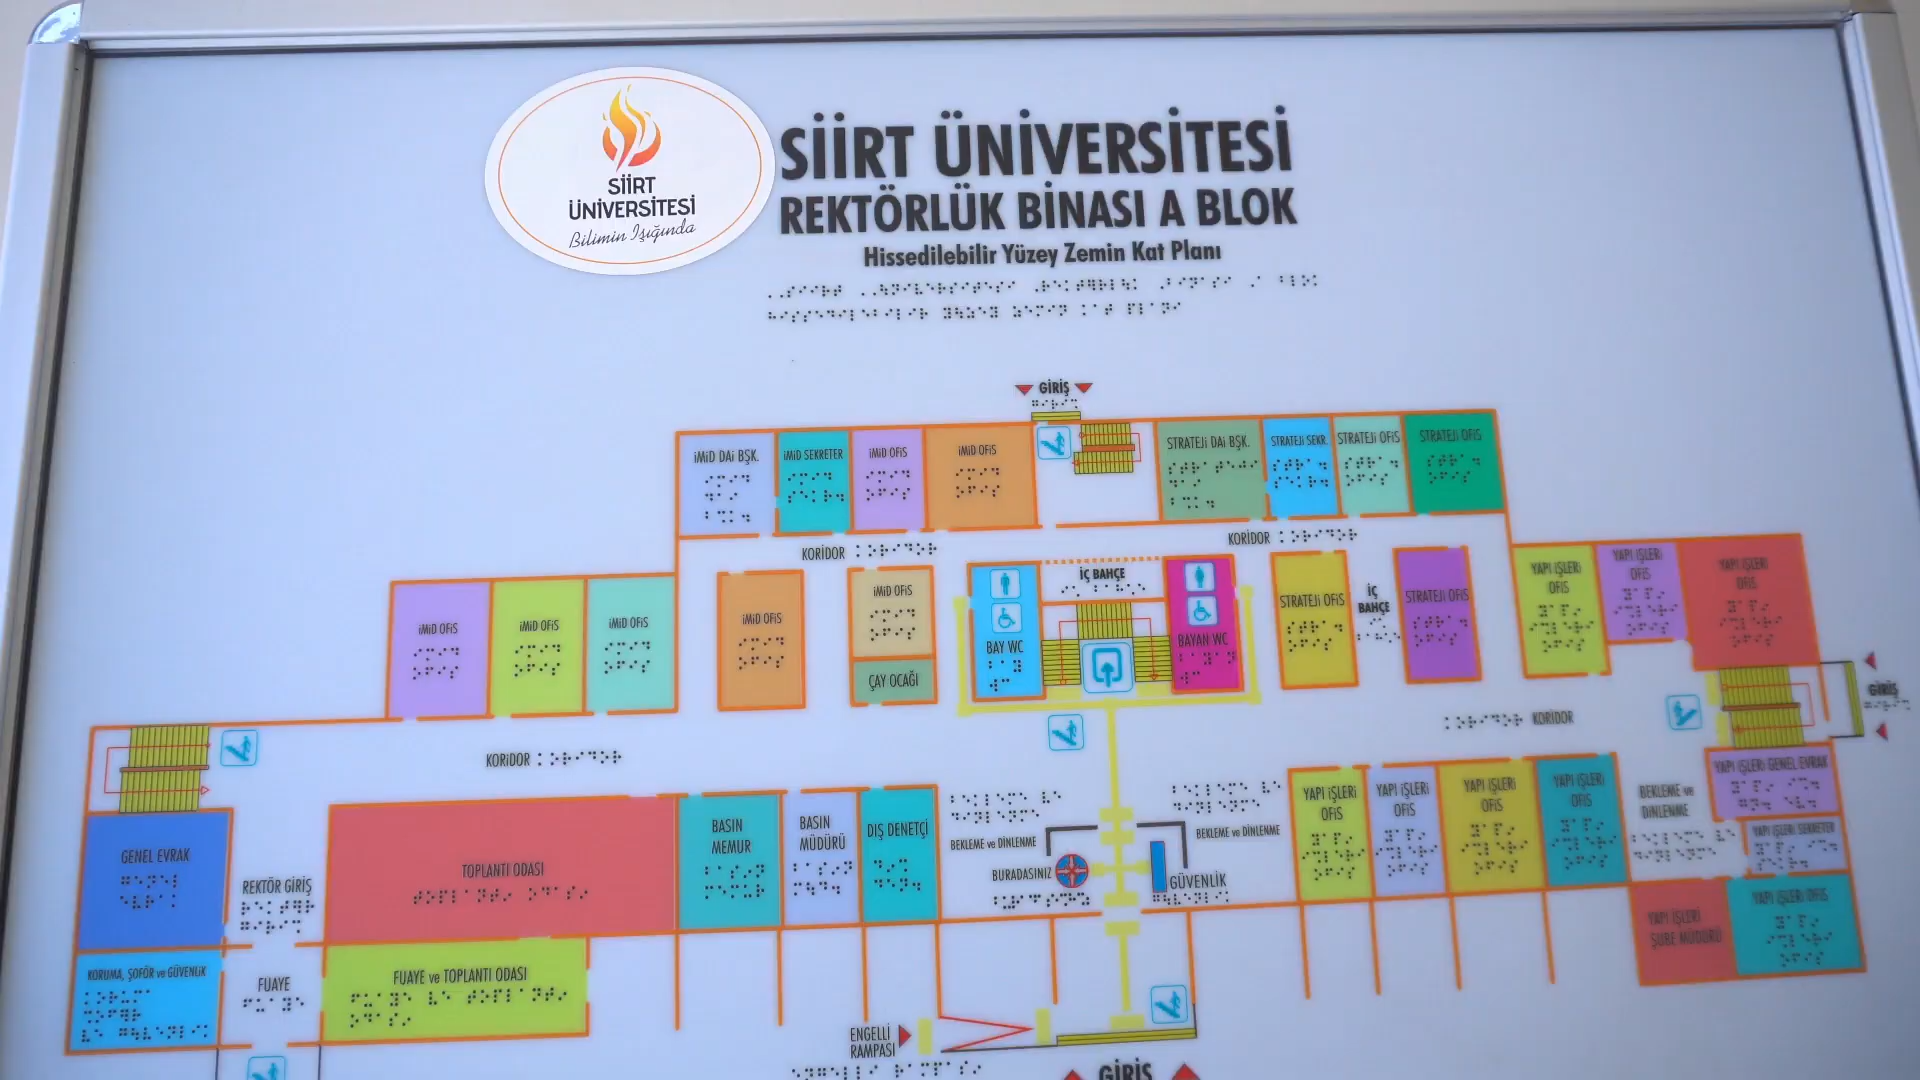 SİİRT
ÜNİVERSİTESİ
Bilimin Işığında
SİİRT ÜNİVERSİTESİ
REKTÖRLÜK BİNASI A BLOK
Hissedilebilir Yüzey Zemin Kat Planı
GİRİŞ
İMİD DAİ BŞK.
İMİD SEKRETER
İMİD OFİS
İMİD OFİS
STRATEJİ DAİ BŞK.
STRATEJİ SEKR.
STRATEJİ OFİS
STRATEJİ OFİS
KORİDOR
KORİDOR
İMİD OFİS
İMİD OFİS
İMİD OFİS
İMİD OFİS
İMİD OFİS
ÇAY OCAĞI
BAY WC
İÇ BAHÇE
BAYAN WC
STRATEJİ OFİS
İÇ
BAHÇE
STRATEJİ OFİS
YAPI İŞLERİ
OFİS
YAPI İŞLERİ
OFİS
YAPI İŞLERİ
OFİS
GİRİŞ
KORİDOR
KORİDOR
GENEL EVRAK
REKTÖR GİRİŞ
TOPLANTI ODASI
BASIN
MEMUR
BASIN
MÜDÜRÜ
DIŞ DENETÇİ
BEKLEME ve DİNLENME
BURADASINIZ
BEKLEME ve DİNLENME
GÜVENLİK
YAPI İŞLERİ
OFİS
YAPI İŞLERİ
OFİS
YAPI İŞLERİ
OFİS
YAPI İŞLERİ
OFİS
BEKLEME ve
DİNLENME
YAPI İŞLERİ GENEL EVRAK
YAPI İŞLERİ SEKRETER
YAPI İŞLERİ
ŞUBE MÜDÜRÜ
YAPI İŞLERİ OFİS
KORUMA, ŞOFÖR ve GÜVENLİK
FUAYE
FUAYE ve TOPLANTI ODASI
ENGELLİ
RAMPASI
GİRİŞ